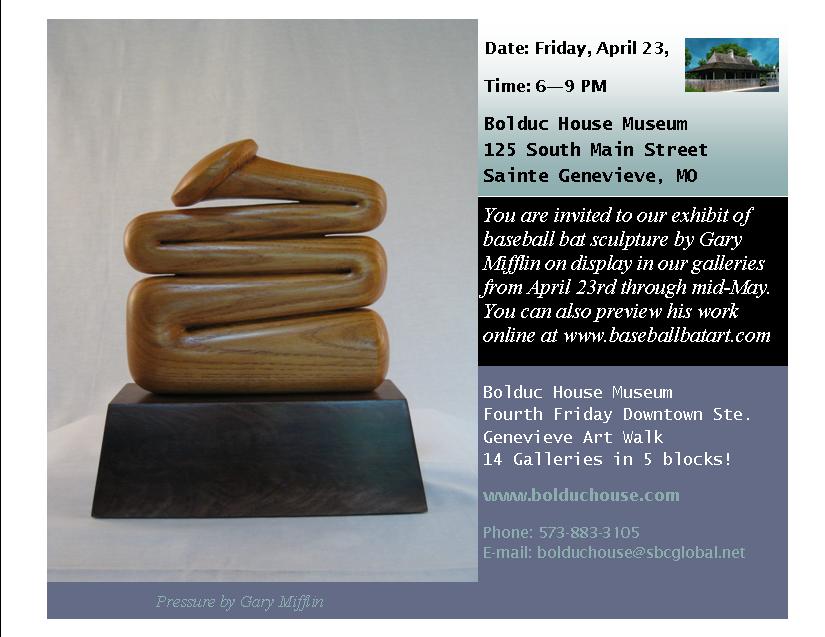 Date: Friday, April 23,
Time: 6—9 PM
Bolduc House Museum
125 South Main Street
Sainte Genevieve, MO
You are invited to our exhibit of
baseball bat sculpture by Gary
Mifflin on display in our galleries
from April 23rd through mid-May.
You can also preview his work
online at www.baseballbatart.com
Bolduc House Museum
Fourth Friday Downtown Ste.
Genevieve Art Walk
14 Galleries in 5 blocks!
www.bolduchouse.com
Phone: 573-883-3105
E-mail: bolduchouse@sbcglobal.net
Pressure by Gary Mifflin